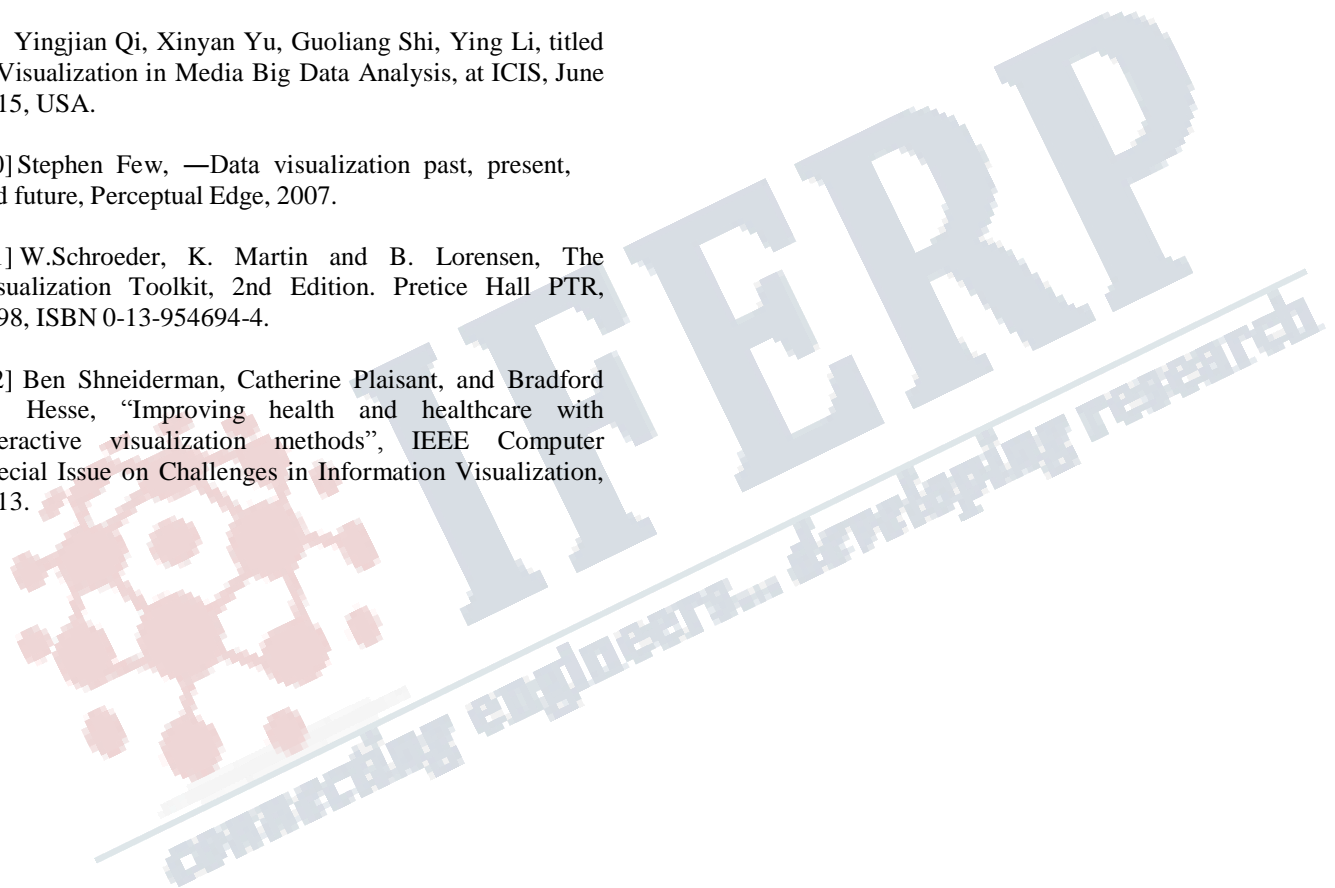 Yingjian Qi, Xinyan Yu, Guoliang Shi, Ying Li, titled
Visualization in Media Big Data Analysis, at ICIS, June
15, USA.
0] Stephen Few, ―Data visualization past, present,
d future, Perceptual Edge, 2007.
] W.Schroeder, K. Martin and B. Lorensen, The
sualization Toolkit, 2nd Edition. Pretice Hall PTR,
98, ISBN 0-13-954694-4.
2] Ben Shneiderman, Catherine Plaisant, and Bradford
Hesse, “Improving health and healthcare with
eractive visualization methods”, IEEE Computer
ecial Issue on Challenges in Information Visualization,
13.
IFERP
connecting engineers... developing research